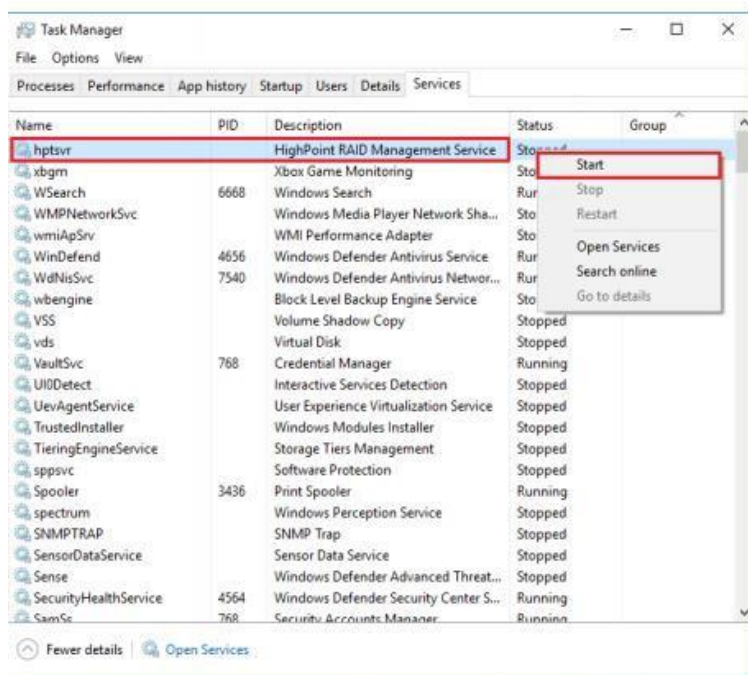 Task Manager
File Options View
Processes Performance App history Startup Users Details Services
Name PID Description Status Group
hptsvr HighPoint RAID Management Service
xbgm Xbox Game Monitoring
WSearch 6668 Windows Search
WMPNetworkSvc Windows Media Player Network Sha...
wmiApSrv WMI Performance Adapter
WinDefend 4656 Windows Defender Antivirus Service
WdNisSvc 7540 Windows Defender Antivirus Networ...
wbengine Block Level Backup Engine Service
Start
Stop
Restart
Open Services
Search online
Go to details
VSS Volume Shadow Copy Stopped
vds Virtual Disk Stopped
VaultSvc 768 Credential Manager Running
UI0Detect Interactive Services Detection Stopped
UevAgentService User Experience Virtualization Service Stopped
TrustedInstaller Windows Modules Installer Stopped
TieringEngineService Storage Tiers Management Stopped
sppsvc Software Protection Stopped
Spooler 3436 Print Spooler Running
spectrum Windows Perception Service Stopped
SNMPTRAP SNMP Trap Stopped
SensorDataService Sensor Data Service Stopped
Sense Windows Defender Advanced Threat... Stopped
SecurityHealthService 4564 Windows Defender Security Center S... Running
SamSs 768 Security Accounts Manager Running
Fewer details Open Services